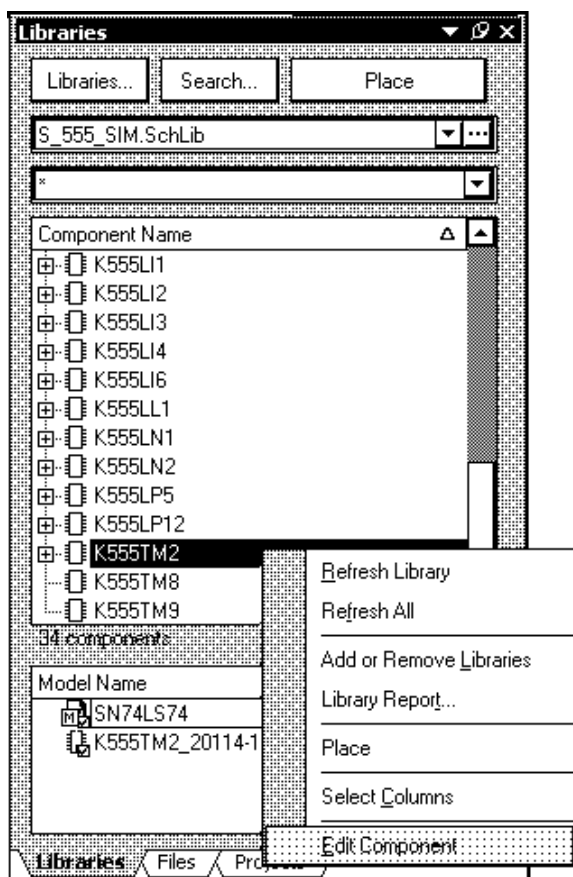 Libraries
Libraries... Search... Place
S_555_SIM.SchLib
*
Component Name
K555LI1
K555LI2
K555LI3
K555LI4
K555LI6
K555LL1
K555LN1
K555LN2
K555LP5
K555LP12
K555TM2
K555TM8
K555TM9
34 components
Model Name
SN74LS74
K555TM2_20114-1
Refresh Library
Refresh All
Add or Remove Libraries
Library Report...
Place
Select Columns
Edit Component
Libraries Files